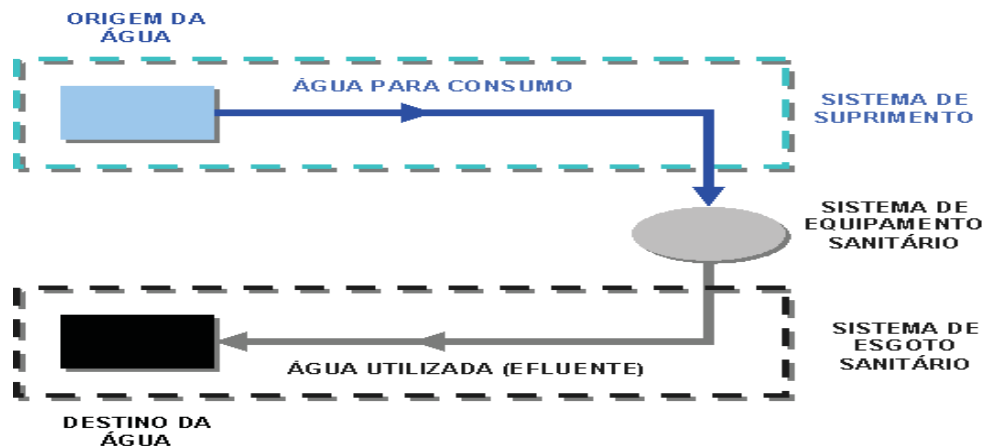 ORIGEM DA
ÁGUA
ÁGUA PARA CONSUMO
SISTEMA DE
SUPRIMENTO
SISTEMA DE
EQUIPAMENTO
SANITÁRIO
SISTEMA DE
ESGOTO
SANITÁRIO
ÁGUA UTILIZADA (EFLUENTE)
DESTINO DA
ÁGUA